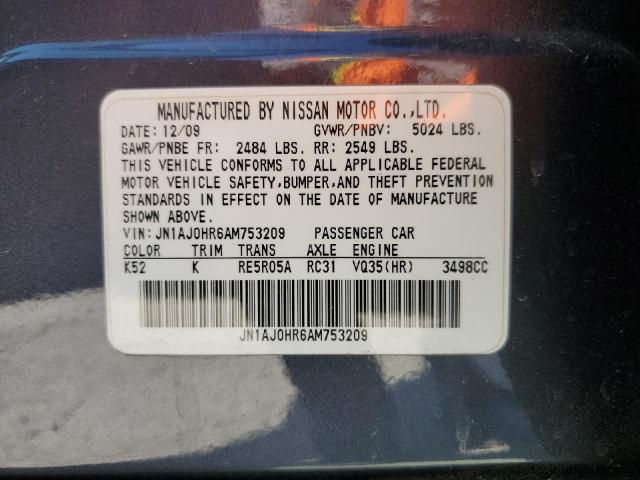 MANUFACTURED BY NISSAN MOTOR CO.,LTD.
DATE: 12/09 GVWR/PNBV: 5024 LBS.
GAWR/PNBE FR: 2484 LBS. RR: 2549 LBS.
THIS VEHICLE CONFORMS TO ALL APPLICABLE FEDERAL
MOTOR VEHICLE SAFETY,BUMPER,AND THEFT PREVENTION
STANDARDS IN EFFECT ON THE DATE OF MANUFACTURE
SHOWN ABOVE.
VIN: JN1AJ0HR6AM753209 PASSENGER CAR
COLOR TRIM TRANS AXLE ENGINE
K52 K RE5R05A RC31 VQ35(HR) 3498CC
JN1AJ0HR6AM753209